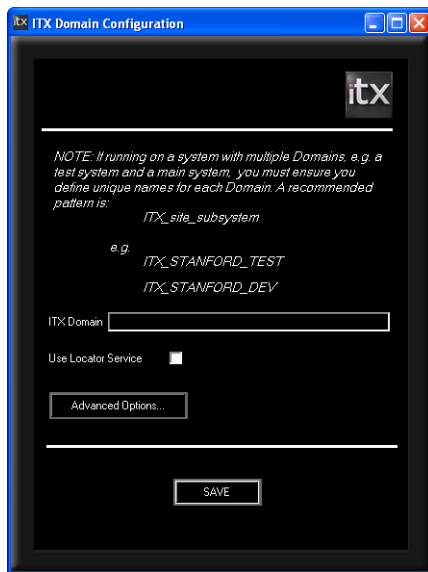 itx ITX Domain Configuration
itx
NOTE: If running on a system with multiple Domains, e.g. a
test system and a main system, you must ensure you
define unique names for each Domain. A recommended
pattern is:
ITX_site_subsystem
e.g.
ITX_STANFORD_TEST
ITX_STANFORD_DEV
ITX Domain
Use Locator Service
Advanced Options...
SAVE